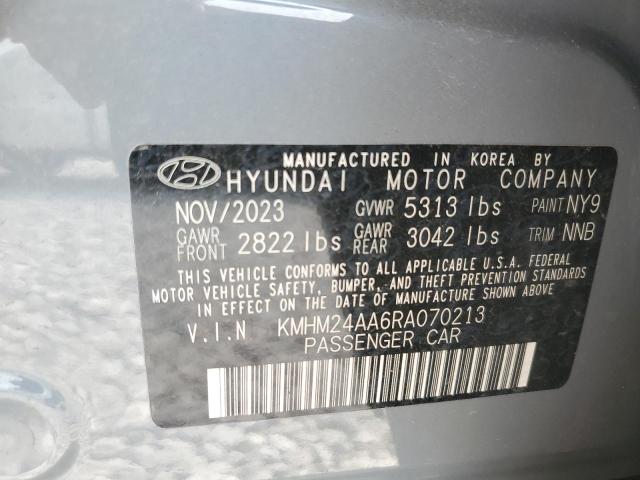 MANUFACTURED IN KOREA BY
HYUNDAI MOTOR COMPANY
NOV/2023 GVWR 5313 lbs PAINT NY9
GAWR FRONT 2822 lbs GAWR REAR 3042 lbs TRIM NNB
THIS VEHICLE CONFORMS TO ALL APPLICABLE U.S.A. FEDERAL
MOTOR VEHICLE SAFETY, BUMPER, AND THEFT PREVENTION STANDARDS
IN EFFECT ON THE DATE OF MANUFACTURE SHOWN ABOVE.
V.I.N KMHM24AA6RA070213
PASSENGER CAR